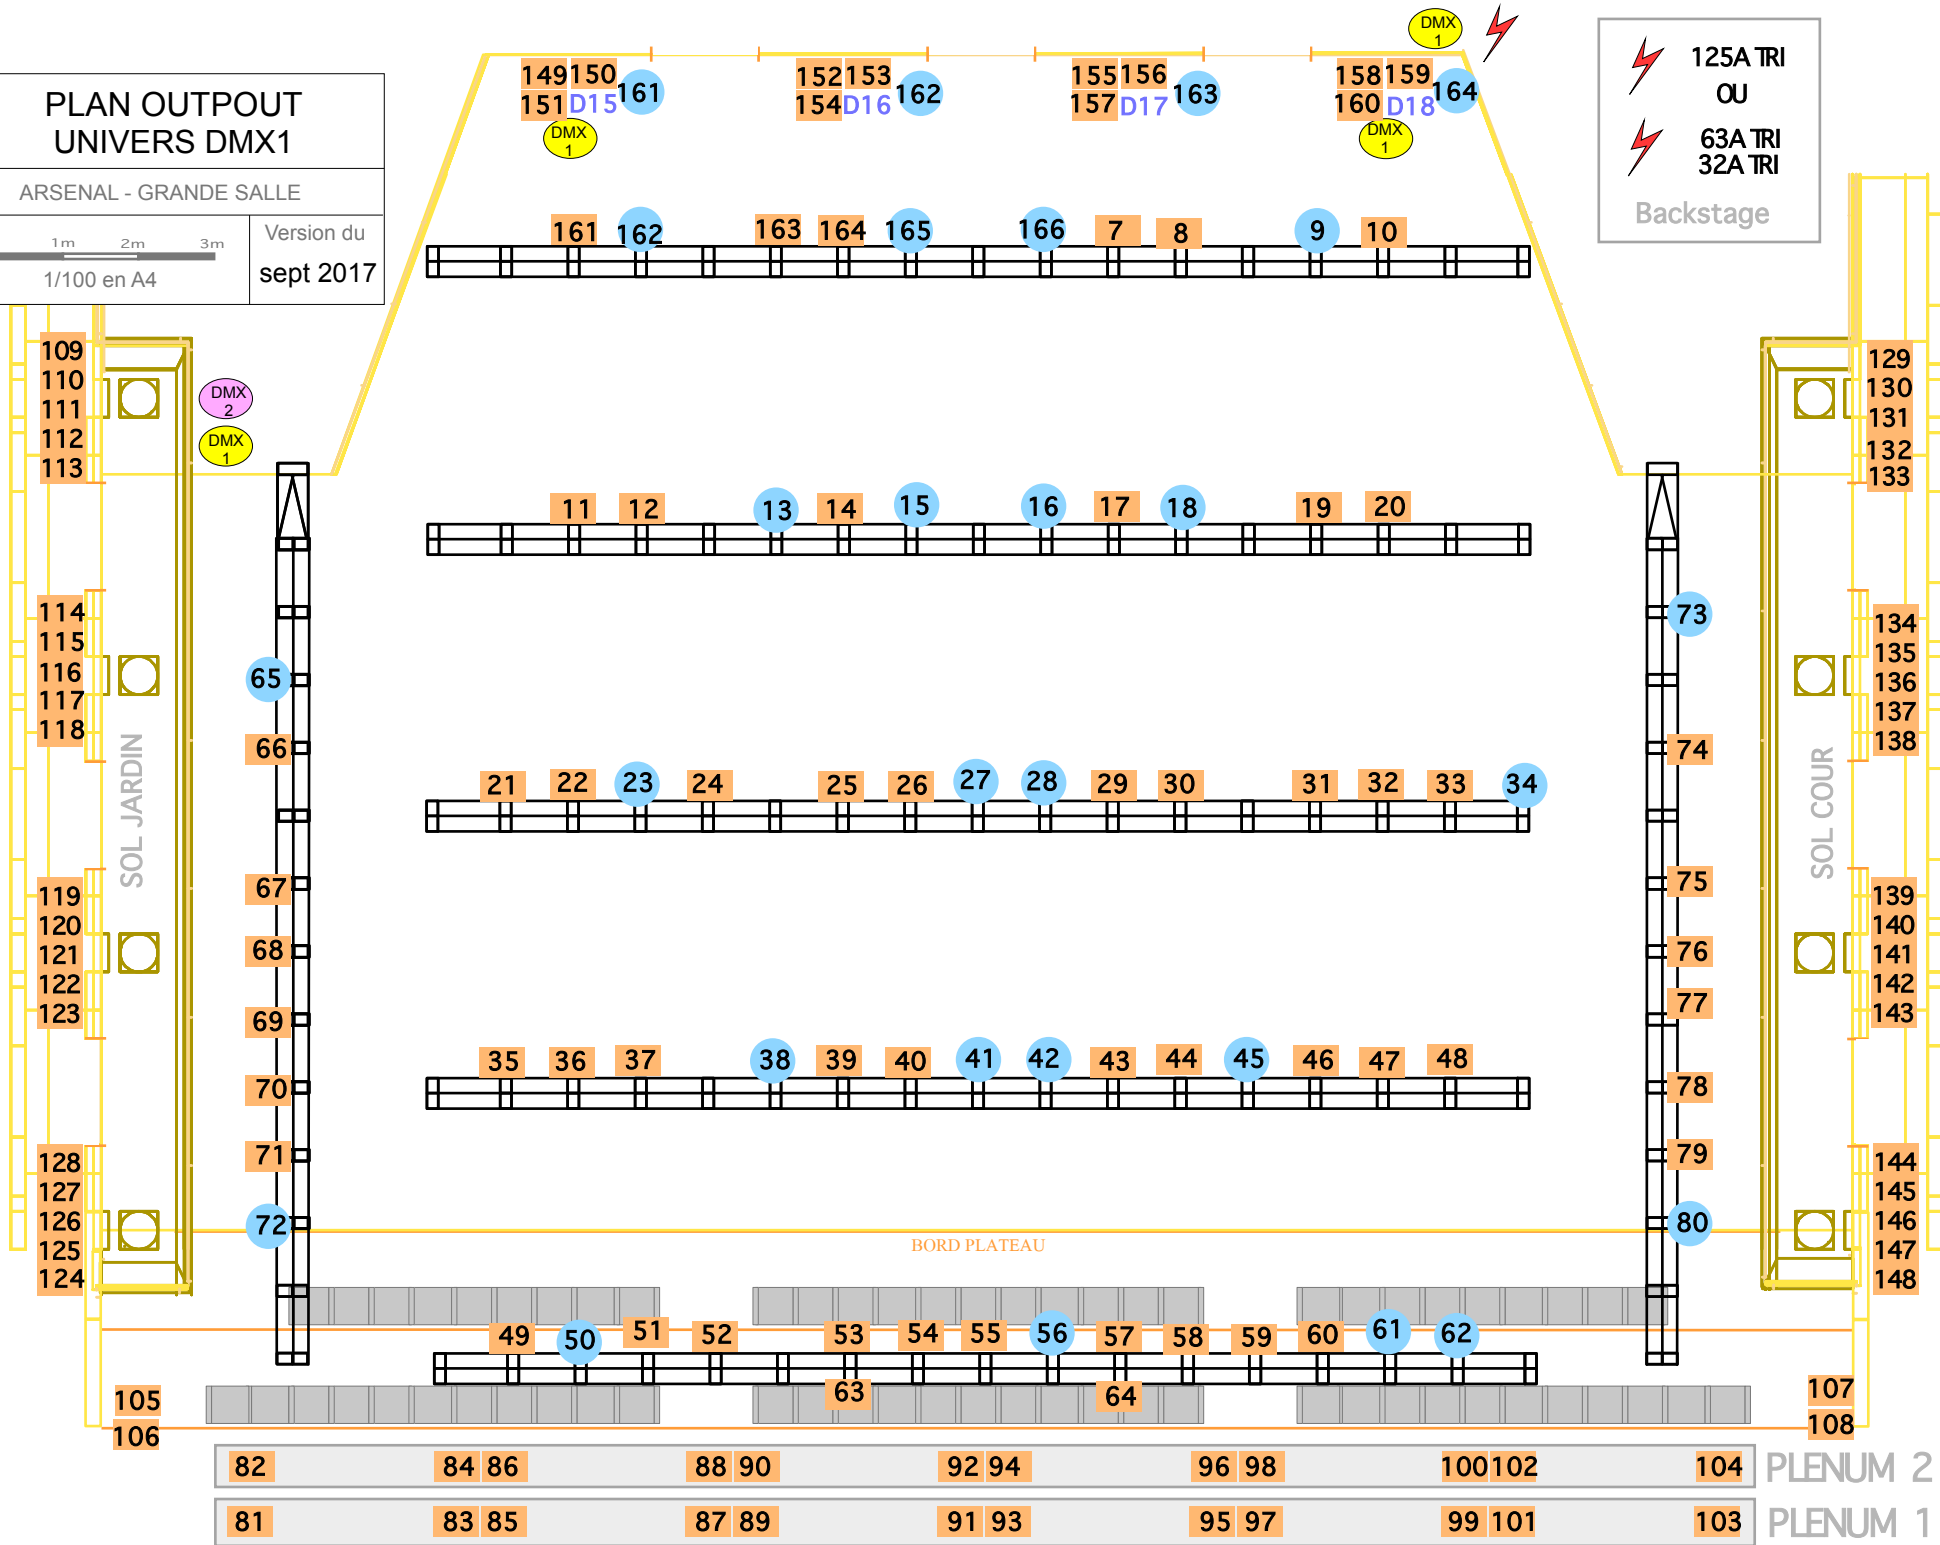 PLAN OUTPOUT
UNIVERS DMX1
ARSENAL - GRANDE SALLE
1m 2m 3m
1/100 en A4
Version du
sept 2017
DMX
1
125A TRI
OU
63A TRI
32A TRI
Backstage
149 150 161 152 153 162 155 156 163 158 159 164
151 D15 154 D16 157 D17 160 D18
DMX
1
DMX
1
161 162 163 164 165 166 7 8 9 10
109
110
111
112
113
DMX
2
DMX
1
129
130
131
132
133
11 12 13 14 15 16 17 18 19 20
114
115
116
117
118
65
66
73
74
134
135
136
137
138
SOL JARDIN
SOL COUR
21 22 23 24 25 26 27 28 29 30 31 32 33 34
119
120
121
122
123
67
68
69
75
76
77
139
140
141
142
143
35 36 37 38 39 40 41 42 43 44 45 46 47 48
70
71
72
78
79
80
128
127
126
125
124
144
145
146
147
148
BORD PLATEAU
49 50 51 52 53 54 55 56 57 58 59 60 61 62
63 64
105
106
107
108
82 84 86 88 90 92 94 96 98 100 102 104 PLENUM 2
81 83 85 87 89 91 93 95 97 99 101 103 PLENUM 1